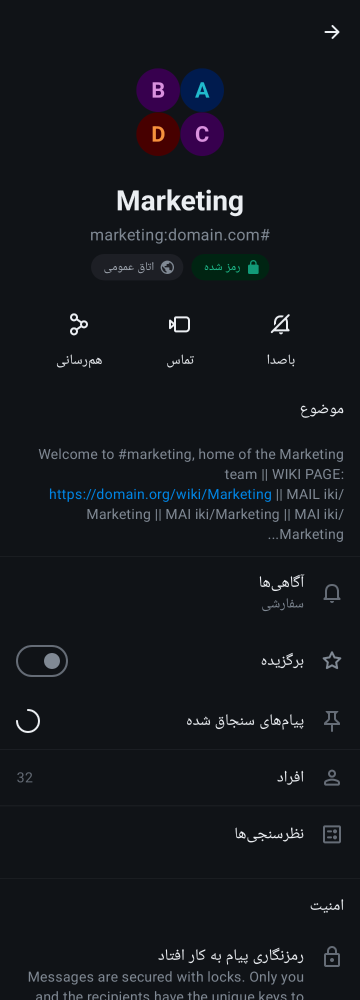 B A
D C
Marketing
marketing:domain.com#
رمز شده
اتاق عمومی
باصدا
تماس
هم‌رسانی
موضوع
Welcome to #marketing, home of the Marketing
team || WIKI PAGE:
https://domain.org/wiki/Marketing || MAIL iki/
Marketing || MAI iki/Marketing || MAI iki/
Marketing...
آگاهی‌ها
سفارشی
برگزیده
پیام‌های سنجاق شده
افراد
32
نظرسنجی‌ها
امنیت
رمزنگاری پیام به کار افتاد
Messages are secured with locks. Only you
and the recipients have the unique keys to